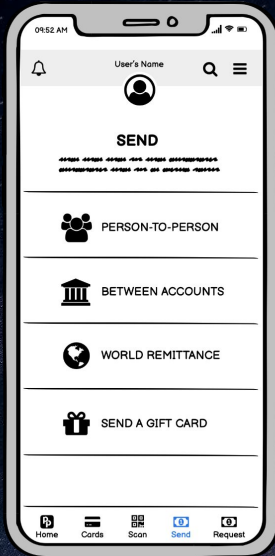 09:52 AM
User's Name
SEND
PERSON-TO-PERSON
BETWEEN ACCOUNTS
WORLD REMITTANCE
SEND A GIFT CARD
Home Cards Scan Send Request